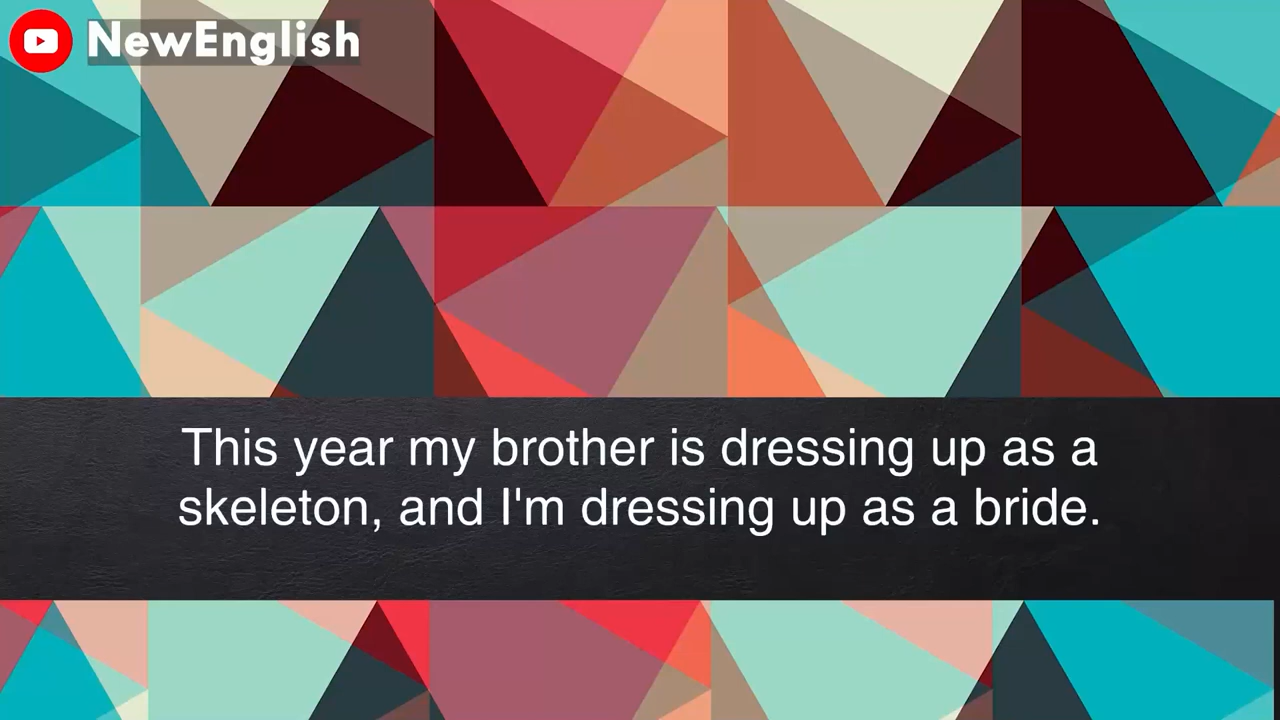 NewEnglish
This year my brother is dressing up as a
skeleton, and I'm dressing up as a bride.